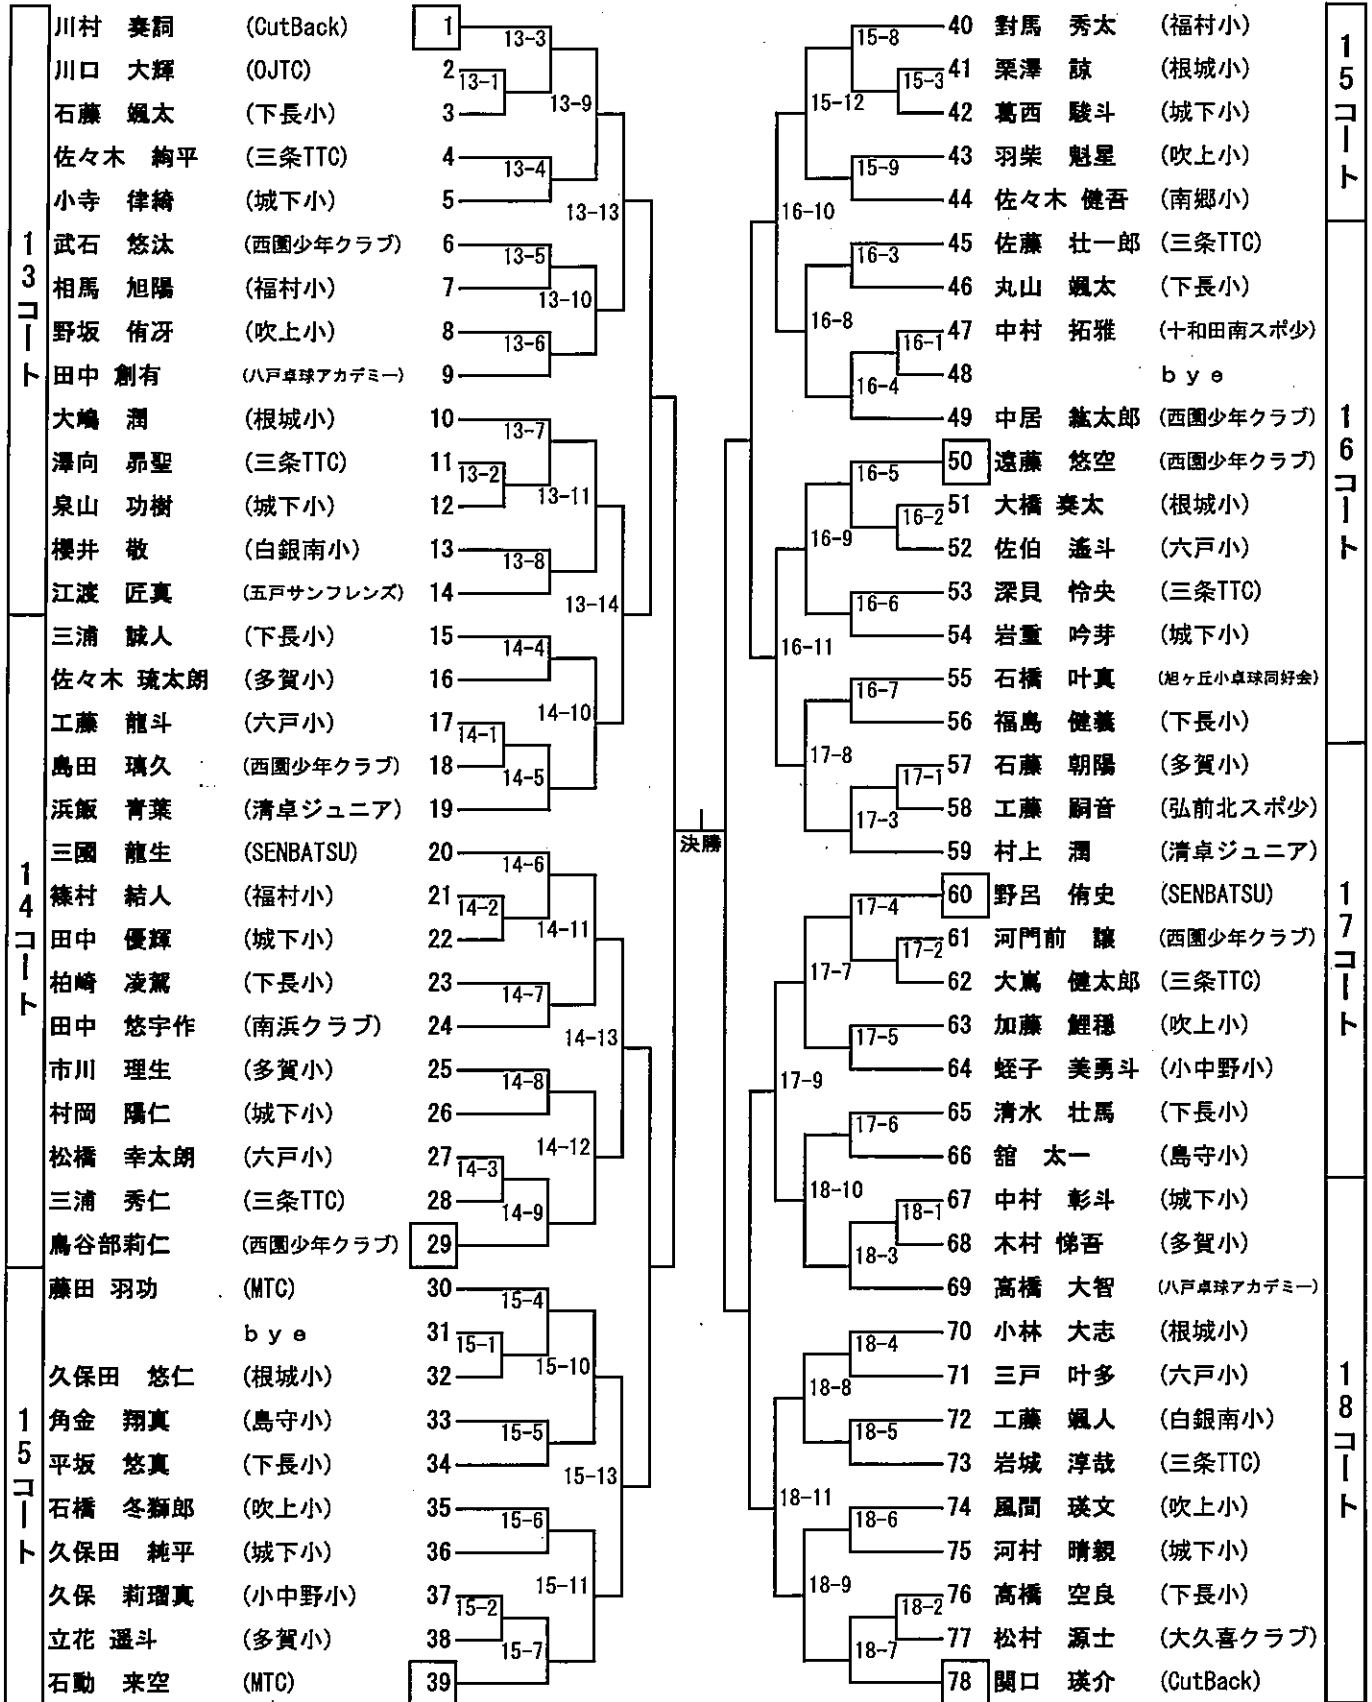 13コート
川村 奏詞 (CutBack) 1
川口 大輝 (OJTC) 2
石藤 颯太 (下長小) 3
佐々木 絢平 (三条TTC) 4
小寺 律綺 (城下小) 5
武石 悠汰 (西園少年クラブ) 6
相馬 旭陽 (福村小) 7
野坂 侑冴 (吹上小) 8
田中 創有 (八戸卓球アカデミー) 9
大嶋 潤 (根城小) 10
澤向 昴聖 (三条TTC) 11
泉山 功樹 (城下小) 12
櫻井 敬 (白銀南小) 13
江渡 匠真 (五戸サンフレンズ) 14
13-1
13-2
13-3
13-4
13-5
13-6
13-7
13-8
13-9
13-10
13-11
13-13
13-14
14コート
三浦 誠人 (下長小) 15
佐々木 琉太朗 (多賀小) 16
工藤 龍斗 (六戸小) 17
島田 璃久 (西園少年クラブ) 18
浜飯 青葉 (清卓ジュニア) 19
三國 龍生 (SENBATSU) 20
篠村 結人 (福村小) 21
田中 優輝 (城下小) 22
柏崎 凌駕 (下長小) 23
田中 悠宇作 (南浜クラブ) 24
市川 理生 (多賀小) 25
村岡 陽仁 (城下小) 26
松橋 幸太朗 (六戸小) 27
三浦 秀仁 (三条TTC) 28
鳥谷部莉仁 (西園少年クラブ) 29
14-1
14-2
14-3
14-4
14-5
14-6
14-7
14-8
14-9
14-10
14-11
14-12
14-13
15コート
藤田 羽功 (MTC) 30
bye 31
久保田 悠仁 (根城小) 32
角金 翔真 (島守小) 33
平坂 悠真 (下長小) 34
石橋 冬獅郎 (吹上小) 35
久保田 純平 (城下小) 36
久保 莉瑠真 (小中野小) 37
立花 遥斗 (多賀小) 38
石動 来空 (MTC) 39
15-1
15-2
15-4
15-5
15-6
15-7
15-10
15-11
15-13
決勝
15コート
40 對馬 秀太 (福村小)
41 栗澤 諒 (根城小)
42 葛西 駿斗 (城下小)
43 羽柴 魁星 (吹上小)
44 佐々木 健吾 (南郷小)
15-3
15-8
15-9
15-12
16コート
45 佐藤 壮一郎 (三条TTC)
46 丸山 颯太 (下長小)
47 中村 拓雅 (十和田南スポ少)
48 bye
49 中居 紘太郎 (西園少年クラブ)
50 遠藤 悠空 (西園少年クラブ)
51 大橋 奏太 (根城小)
52 佐伯 遙斗 (六戸小)
53 深貝 怜央 (三条TTC)
54 岩重 吟芽 (城下小)
55 石橋 叶真 (旭ヶ丘小卓球同好会)
56 福島 健義 (下長小)
16-1
16-2
16-3
16-4
16-5
16-6
16-7
16-8
16-9
16-10
16-11
17コート
57 石藤 朝陽 (多賀小)
58 工藤 嗣音 (弘前北スポ少)
59 村上 潤 (清卓ジュニア)
60 野呂 侑史 (SENBATSU)
61 河門前 譲 (西園少年クラブ)
62 大嶌 健太郎 (三条TTC)
63 加藤 鯉穏 (吹上小)
64 蛭子 美勇斗 (小中野小)
65 清水 壮馬 (下長小)
66 舘 太一 (島守小)
17-1
17-2
17-3
17-4
17-5
17-6
17-7
17-8
17-9
18コート
67 中村 彰斗 (城下小)
68 木村 悌吾 (多賀小)
69 高橋 大智 (八戸卓球アカデミー)
70 小林 大志 (根城小)
71 三戸 叶多 (六戸小)
72 工藤 颯人 (白銀南小)
73 岩城 淳哉 (三条TTC)
74 風間 瑛文 (吹上小)
75 河村 晴親 (城下小)
76 高橋 空良 (下長小)
77 松村 源士 (大久喜クラブ)
78 関口 瑛介 (CutBack)
18-1
18-2
18-3
18-4
18-5
18-6
18-7
18-8
18-9
18-10
18-11